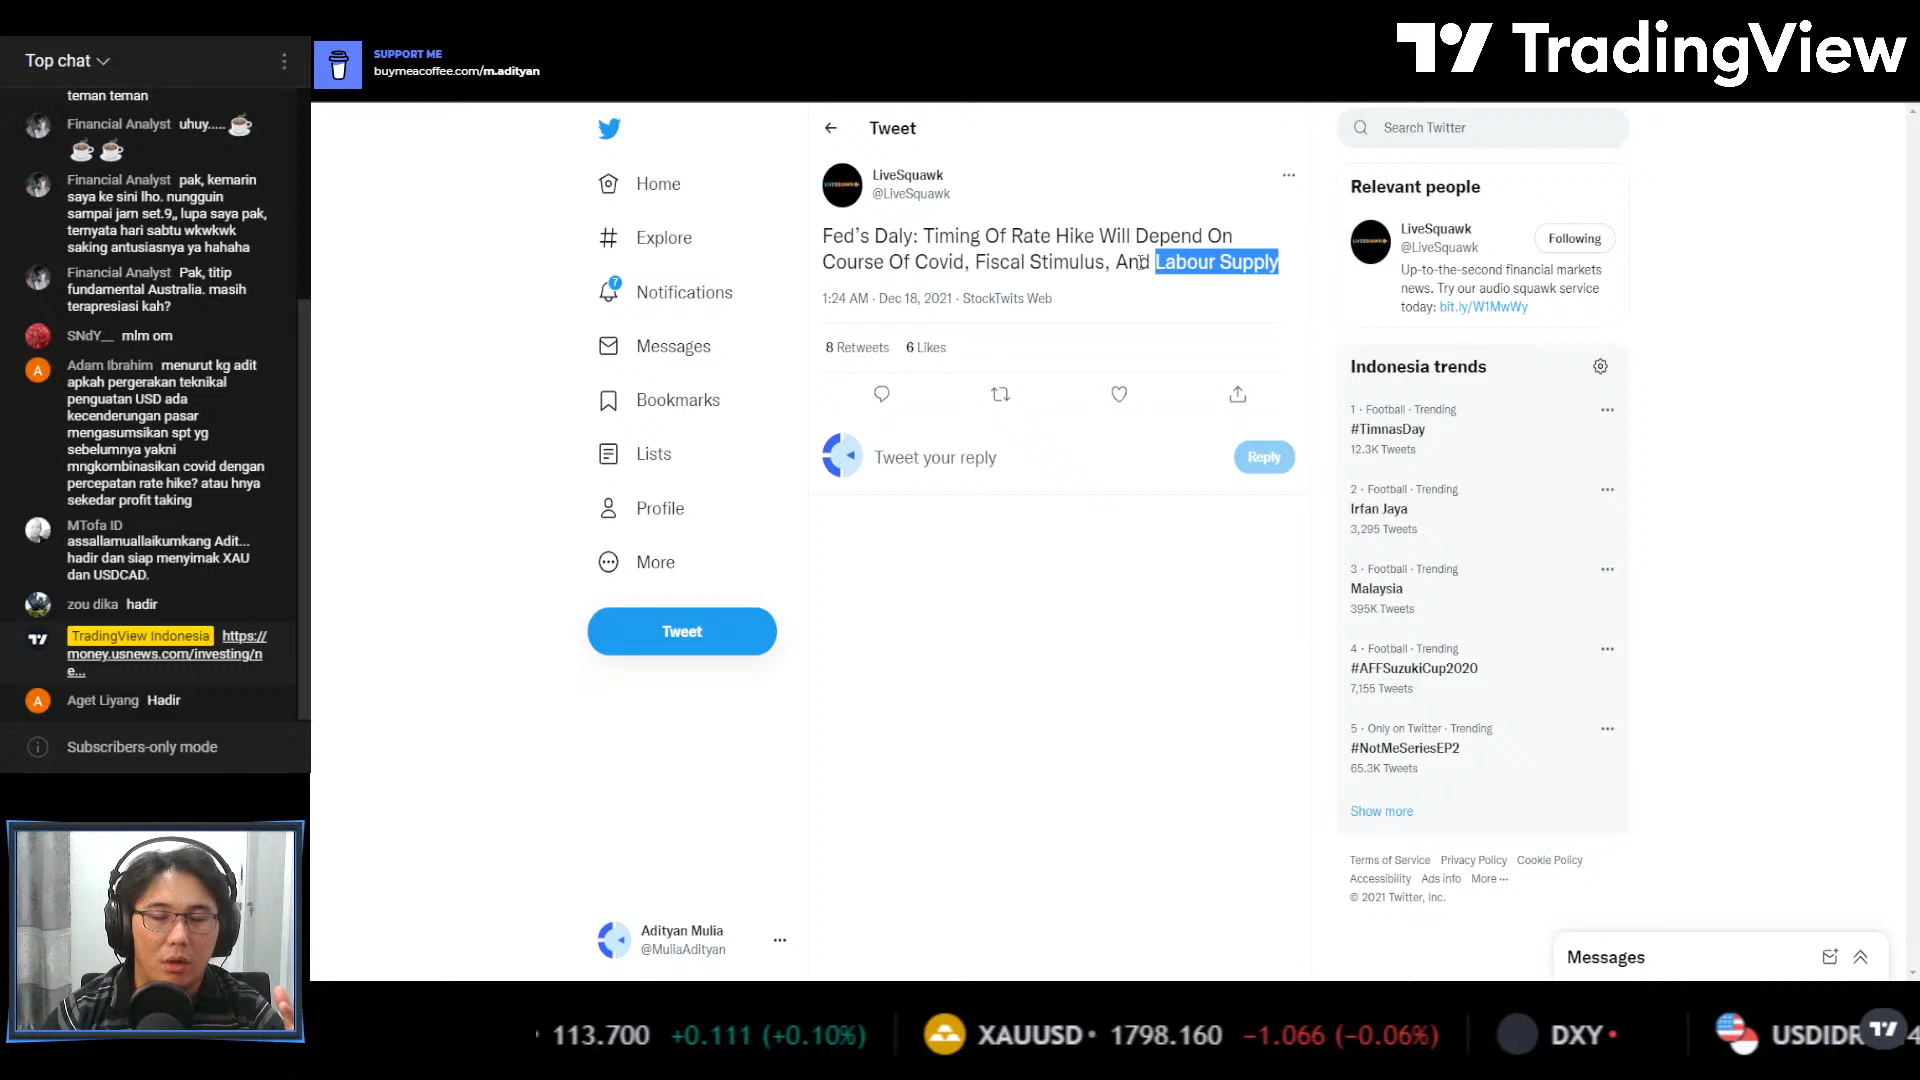 Top chat
teman teman
Financial Analyst uhuy.....
Financial Analyst pak, kemarin
saya ke sini lho. nungguin
sampai jam set.9,, lupa saya pak,
ternyata hari sabtu wkwkwk
saking antusiasnya ya hahaha
Financial Analyst Pak, titip
fundamental Australia. masih
terapresiasi kah?
SNdY__ mlm om
Adam Ibrahim menurut kg adit
apkah pergerakan teknikal
penguatan USD ada
kecenderungan pasar
mengasumsikan spt yg
sebelumnya yakni
mngkombinasikan covid dengan
percepatan rate hike? atau hnya
sekedar profit taking
MTofa ID
assallamuallaikumkang Adit...
hadir dan siap menyimak XAU
dan USDCAD.
zou dika hadir
TradingView Indonesia https://
money.usnews.com/investing/n
e...
Aget Liyang Hadir
Subscribers-only mode
SUPPORT ME
buymeacoffee.com/m.adityan
TradingView
Home
Explore
7
Notifications
Messages
Bookmarks
Lists
Profile
More
Tweet
Adityan Mulia
@MuliaAdityan
Tweet
LiveSquawk
@LiveSquawk
Fed's Daly: Timing Of Rate Hike Will Depend On
Course Of Covid, Fiscal Stimulus, And Labour Supply
1:24 AM · Dec 18, 2021 · StockTwits Web
8 Retweets 6 Likes
Tweet your reply
Reply
Search Twitter
Relevant people
LiveSquawk
@LiveSquawk
Following
Up-to-the-second financial markets
news. Try our audio squawk service
today: bit.ly/W1MwWy
Indonesia trends
1 · Football · Trending
#TimnasDay
12.3K Tweets
2 · Football · Trending
Irfan Jaya
3,295 Tweets
3 · Football · Trending
Malaysia
395K Tweets
4 · Football · Trending
#AFFSuzukiCup2020
7,155 Tweets
5 · Only on Twitter · Trending
#NotMeSeriesEP2
65.3K Tweets
Show more
Terms of Service Privacy Policy Cookie Policy
Accessibility Ads info More
© 2021 Twitter, Inc.
Messages
113.700 +0.111 (+0.10%) XAUUSD 1798.160 −1.066 (−0.06%) DXY USDIDR